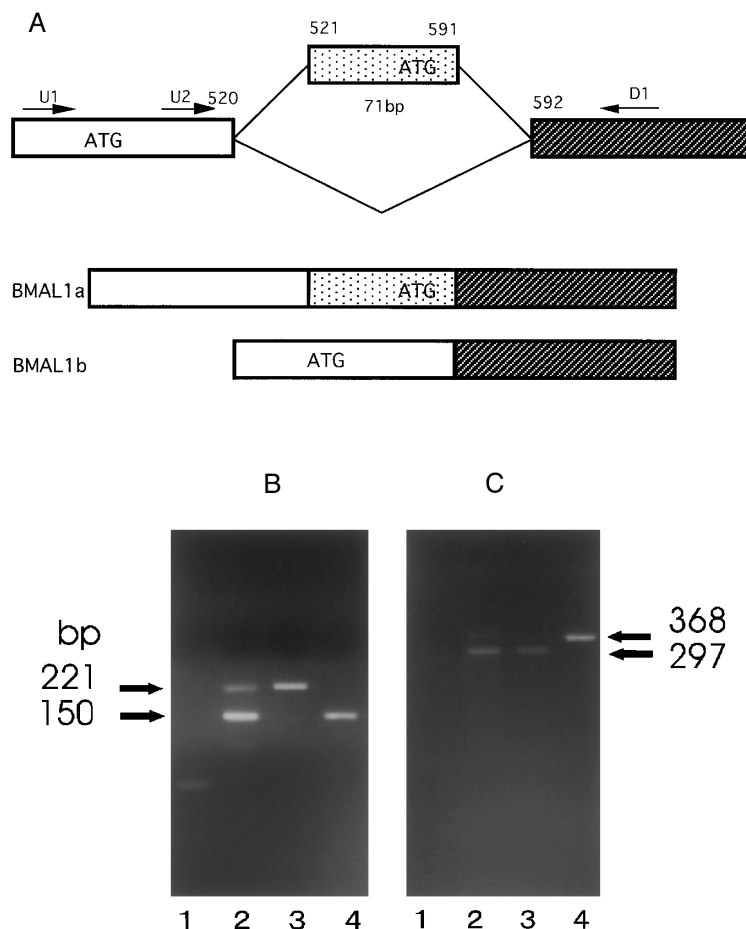 A
521 591
ATG
U1 U2 520 71bp 592 D1
ATG
BMAL1a ATG
BMAL1b ATG
B C
bp
221
150
368
297
1 2 3 4 1 2 3 4